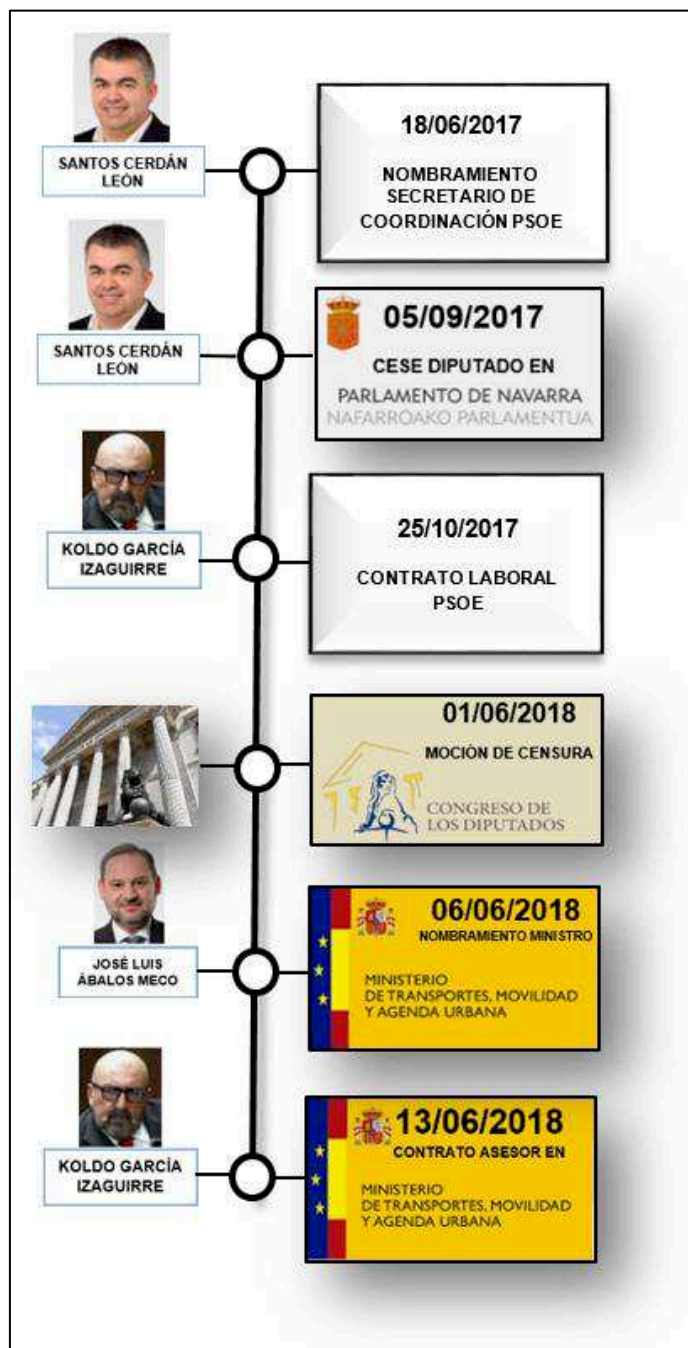 SANTOS CERDÁN
LEÓN
18/06/2017
NOMBRAMIENTO
SECRETARIO DE
COORDINACIÓN PSOE
SANTOS CERDÁN
LEÓN
05/09/2017
CESE DIPUTADO EN
PARLAMENTO DE NAVARRA
NAFARROAKO PARLAMENTUA
KOLDO GARCÍA
IZAGUIRRE
25/10/2017
CONTRATO LABORAL
PSOE
01/06/2018
MOCIÓN DE CENSURA
CONGRESO DE
LOS DIPUTADOS
JOSÉ LUIS
ÁBALOS MECO
06/06/2018
NOMBRAMIENTO MINISTRO
MINISTERIO
DE TRANSPORTES, MOVILIDAD
Y AGENDA URBANA
KOLDO GARCÍA
IZAGUIRRE
13/06/2018
CONTRATO ASESOR EN
MINISTERIO
DE TRANSPORTES, MOVILIDAD
Y AGENDA URBANA